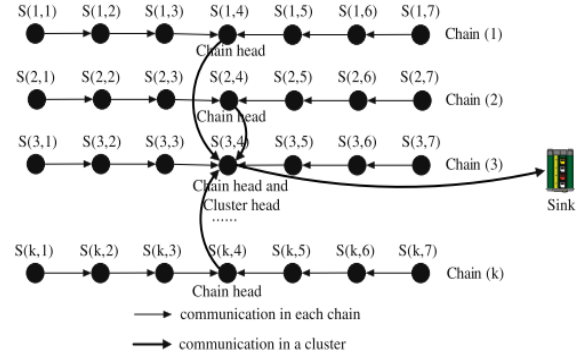 S(1,1) S(1,2) S(1,3) S(1,4) S(1,5) S(1,6) S(1,7)
Chain (1)
Chain head
S(2,1) S(2,2) S(2,3) S(2,4) S(2,5) S(2,6) S(2,7)
Chain (2)
Chain head
S(3,1) S(3,2) S(3,3) S(3,4) S(3,5) S(3,6) S(3,7)
Chain (3)
Chain head and
Cluster head
......
Sink
S(k,1) S(k,2) S(k,3) S(k,4) S(k,5) S(k,6) S(k,7)
Chain (k)
Chain head
communication in each chain
communication in a cluster